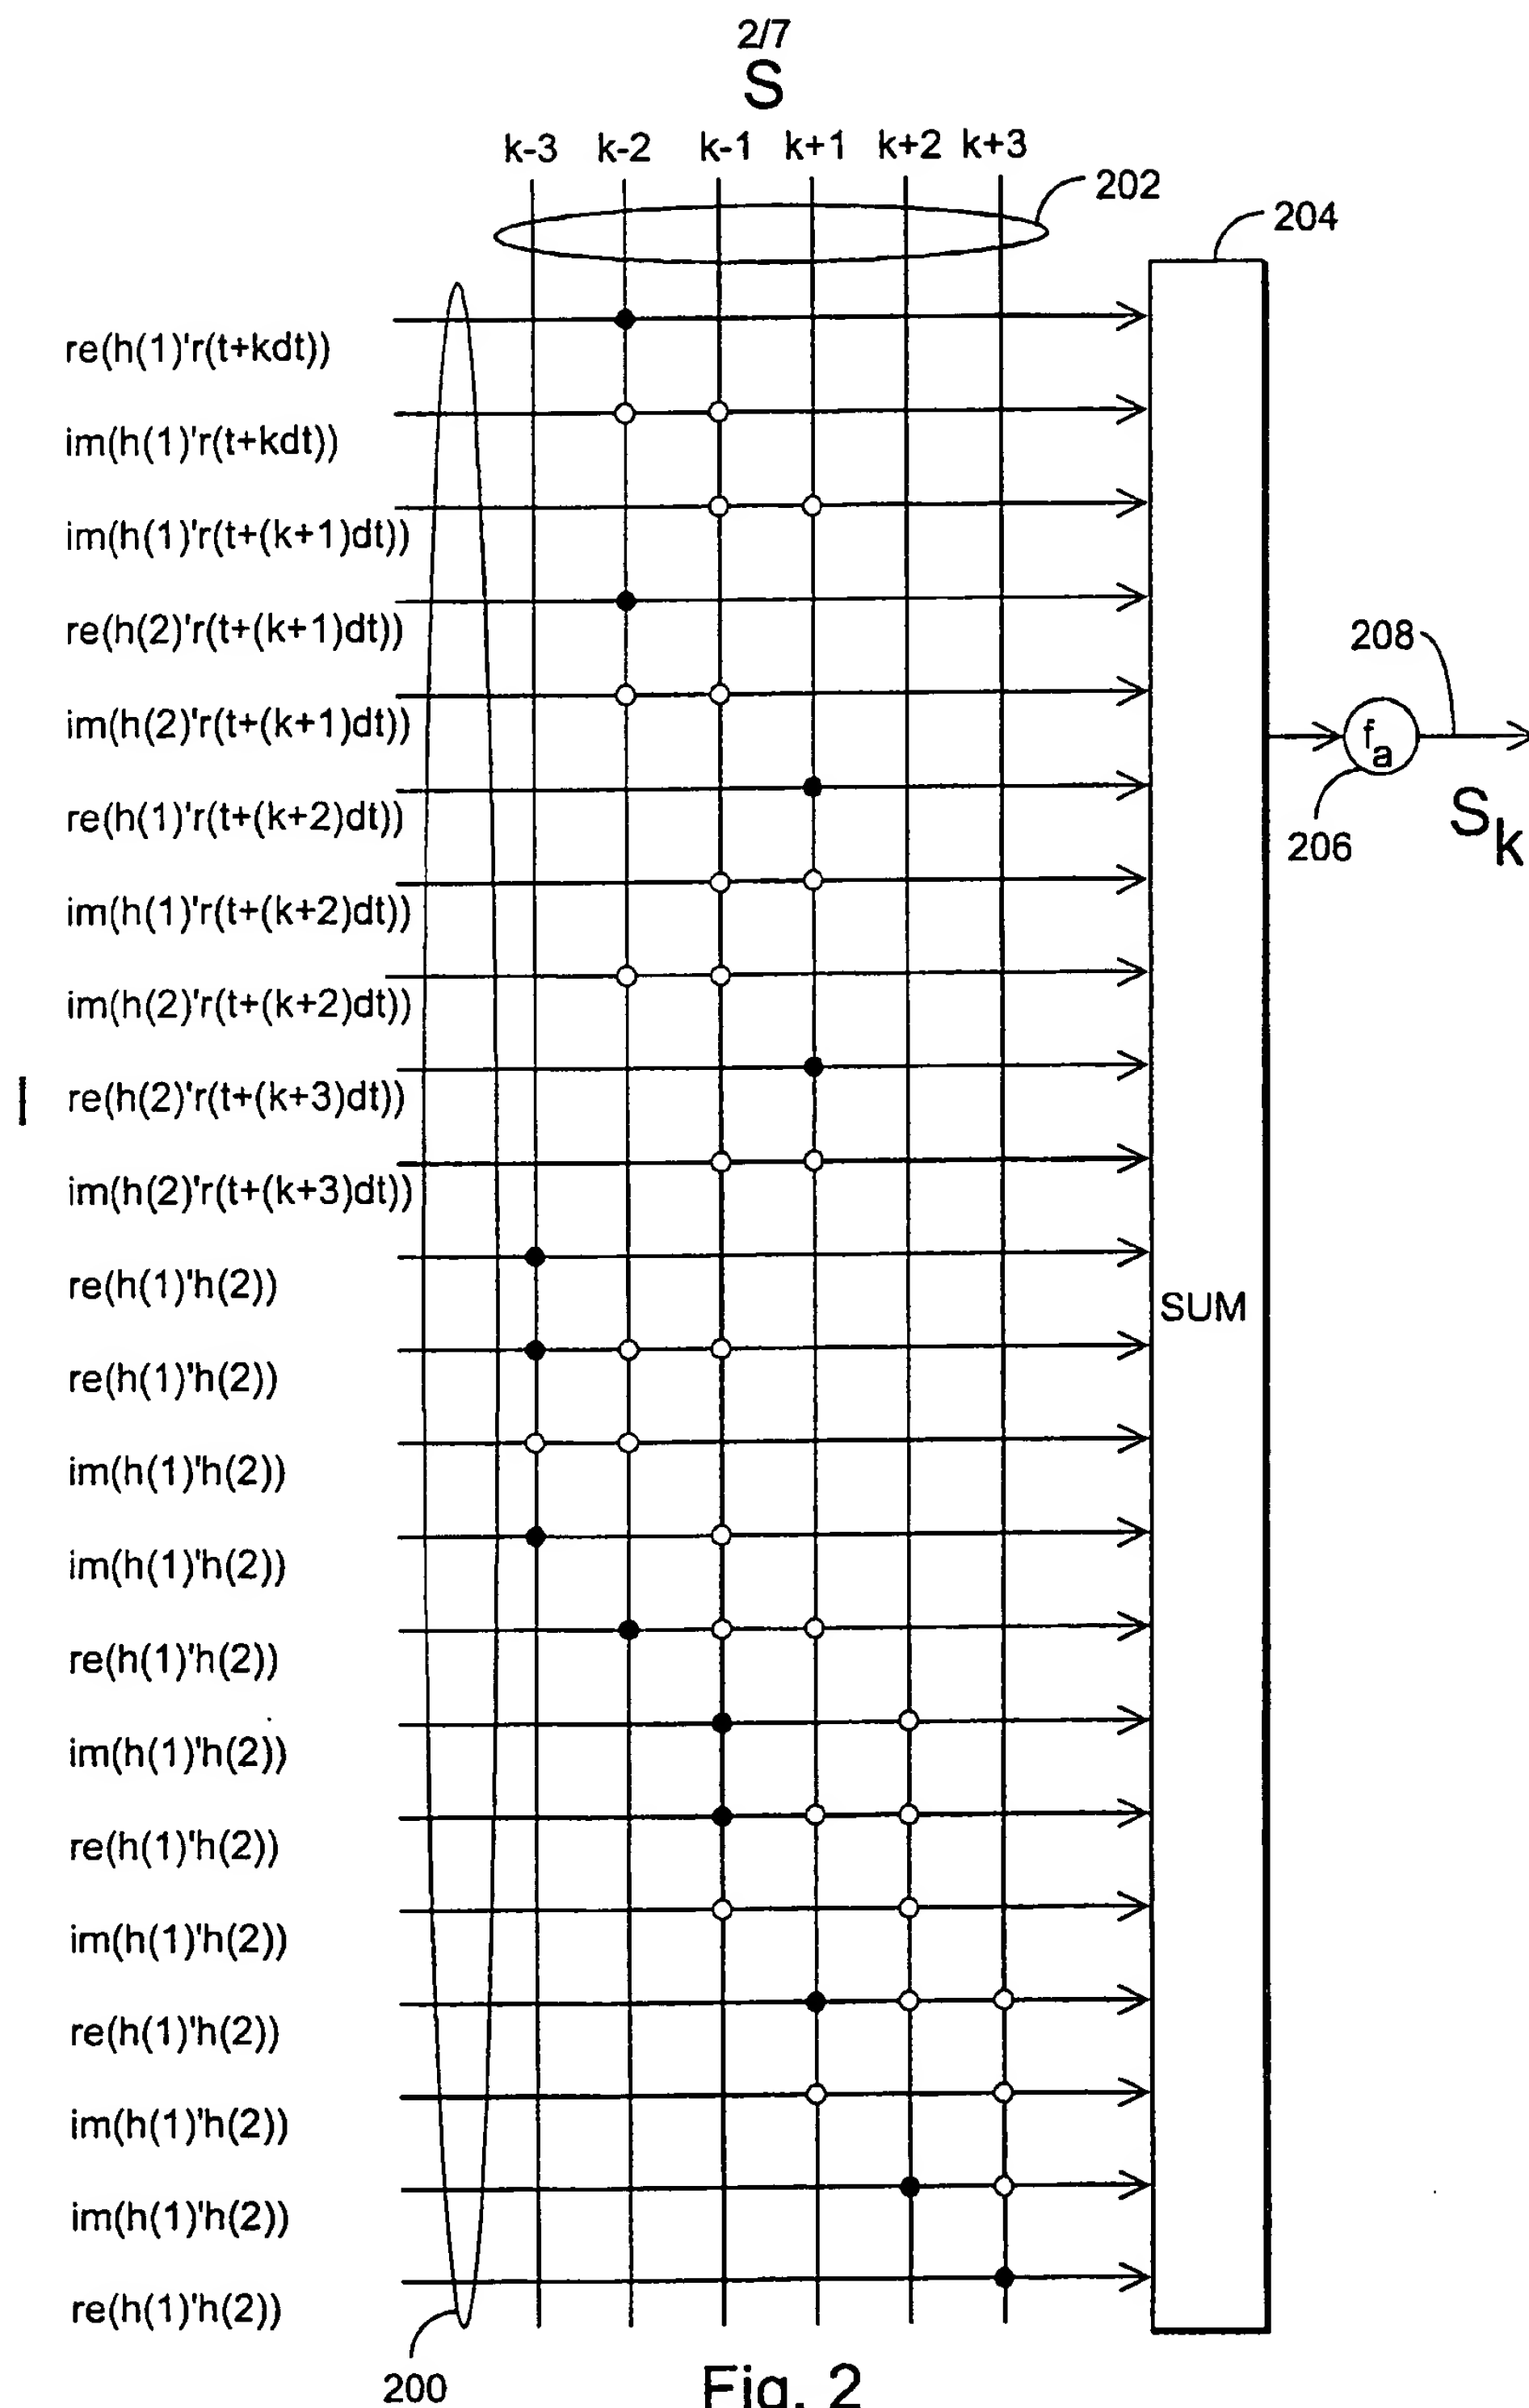 2/7
S
k-3 k-2 k-1 k+1 k+2 k+3
202
204
re(h(1)'r(t+kdt))
im(h(1)'r(t+kdt))
im(h(1)'r(t+(k+1)dt))
re(h(2)'r(t+(k+1)dt))
208
im(h(2)'r(t+(k+1)dt))
fa
re(h(1)'r(t+(k+2)dt))
Sk
206
im(h(1)'r(t+(k+2)dt))
im(h(2)'r(t+(k+2)dt))
I
re(h(2)'r(t+(k+3)dt))
im(h(2)'r(t+(k+3)dt))
re(h(1)'h(2))
SUM
re(h(1)'h(2))
im(h(1)'h(2))
im(h(1)'h(2))
re(h(1)'h(2))
im(h(1)'h(2))
re(h(1)'h(2))
im(h(1)'h(2))
re(h(1)'h(2))
im(h(1)'h(2))
im(h(1)'h(2))
re(h(1)'h(2))
200
Fig. 2